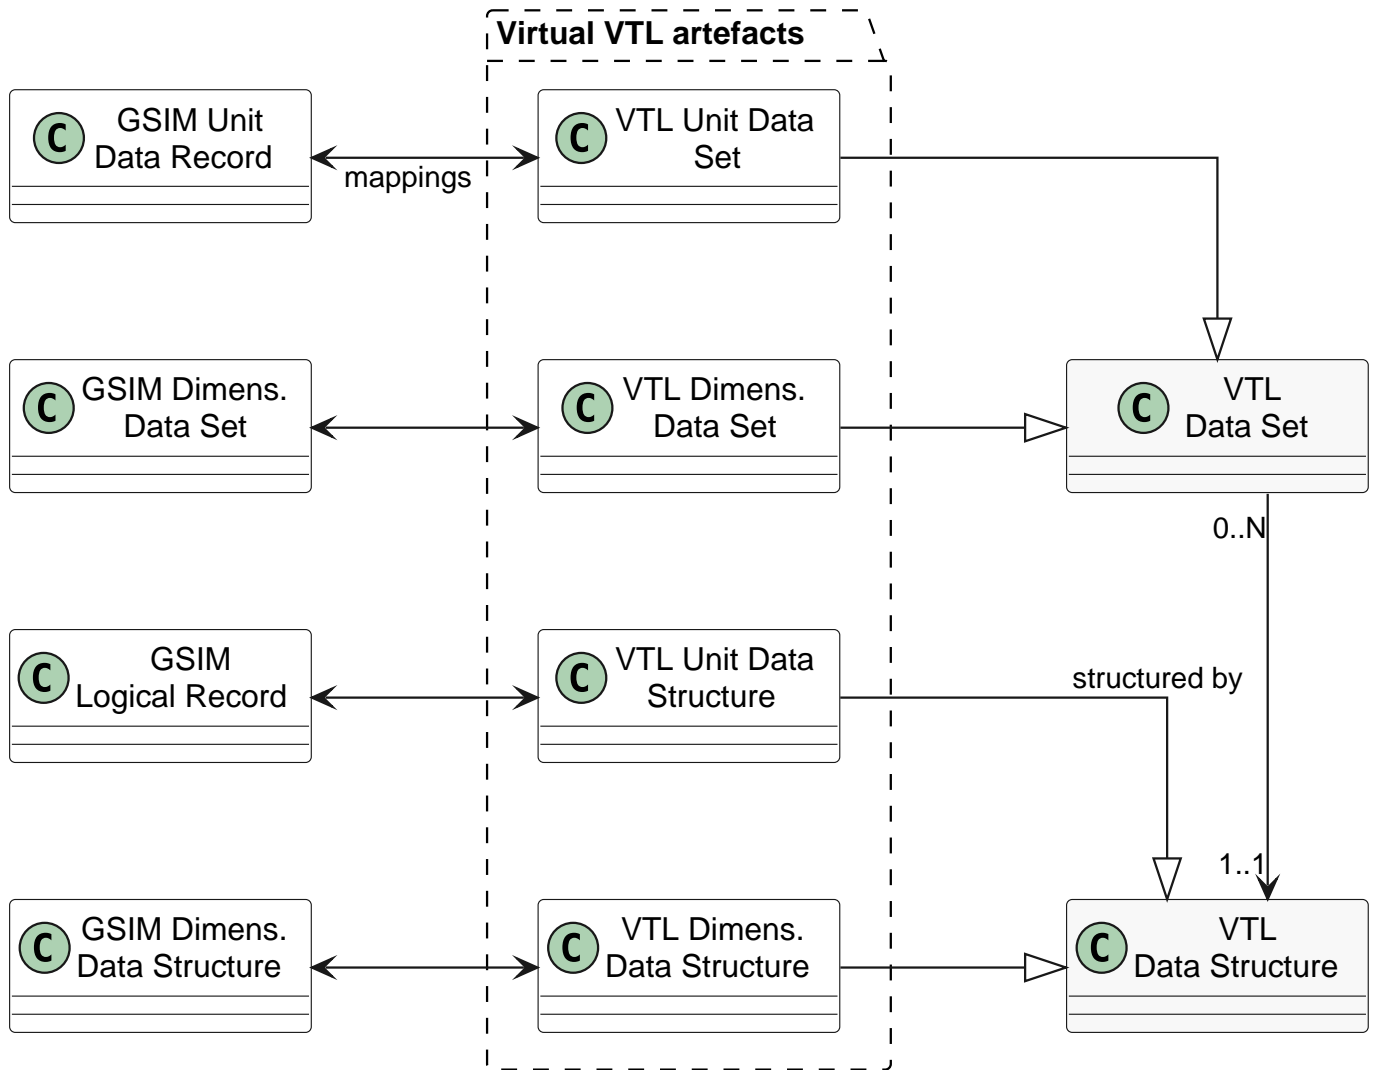 Virtual VTL artefacts
C
GSIM Unit
Data Record
mappings
C
VTL Unit Data
Set
C
GSIM Dimens.
Data Set
C
VTL Dimens.
Data Set
C
VTL
Data Set
0..N
C
GSIM
Logical Record
C
VTL Unit Data
Structure
structured by
1..1
C
GSIM Dimens.
Data Structure
C
VTL Dimens.
Data Structure
C
VTL
Data Structure